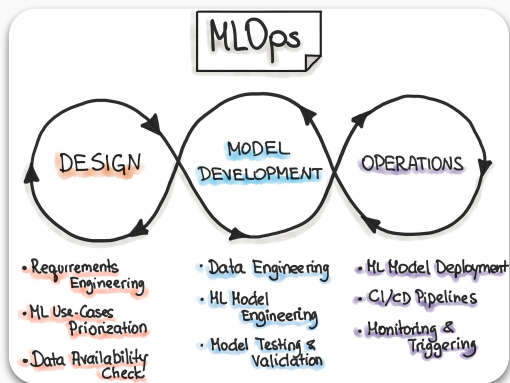 MLOps
DESIGN
MODEL
DEVELOPMENT
OPERATIONS
• Requirements
Engineering
• ML Use-Cases
Priorization
• Data Availability
Check
• Data Engineering
• ML Model
Engineering
• Model Testing &
Validation
• ML Model Deployment
• CI/CD Pipelines
• Monitoring &
Triggering